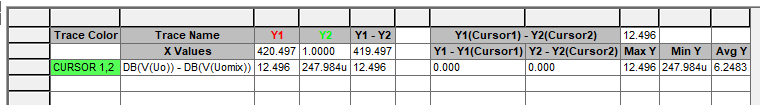 Trace Color Trace Name Y1 Y2 Y1 - Y2 Y1(Cursor1) - Y2(Cursor2) 12.496
X Values 420.497 1.0000 419.497 Y1 - Y1(Cursor1) Y2 - Y2(Cursor2) Max Y Min Y Avg Y
CURSOR 1,2 DB(V(Uo)) - DB(V(Uomix)) 12.496 247.984u 12.496 0.000 0.000 12.496 247.984u 6.2483